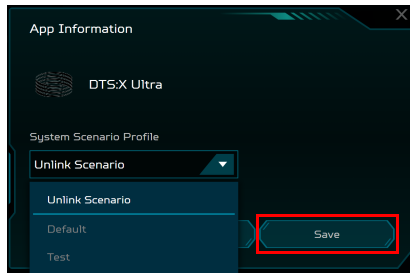 App Information
DTS:X Ultra
System Scenario Profile
Unlink Scenario
Unlink Scenario
Default
Test
Save